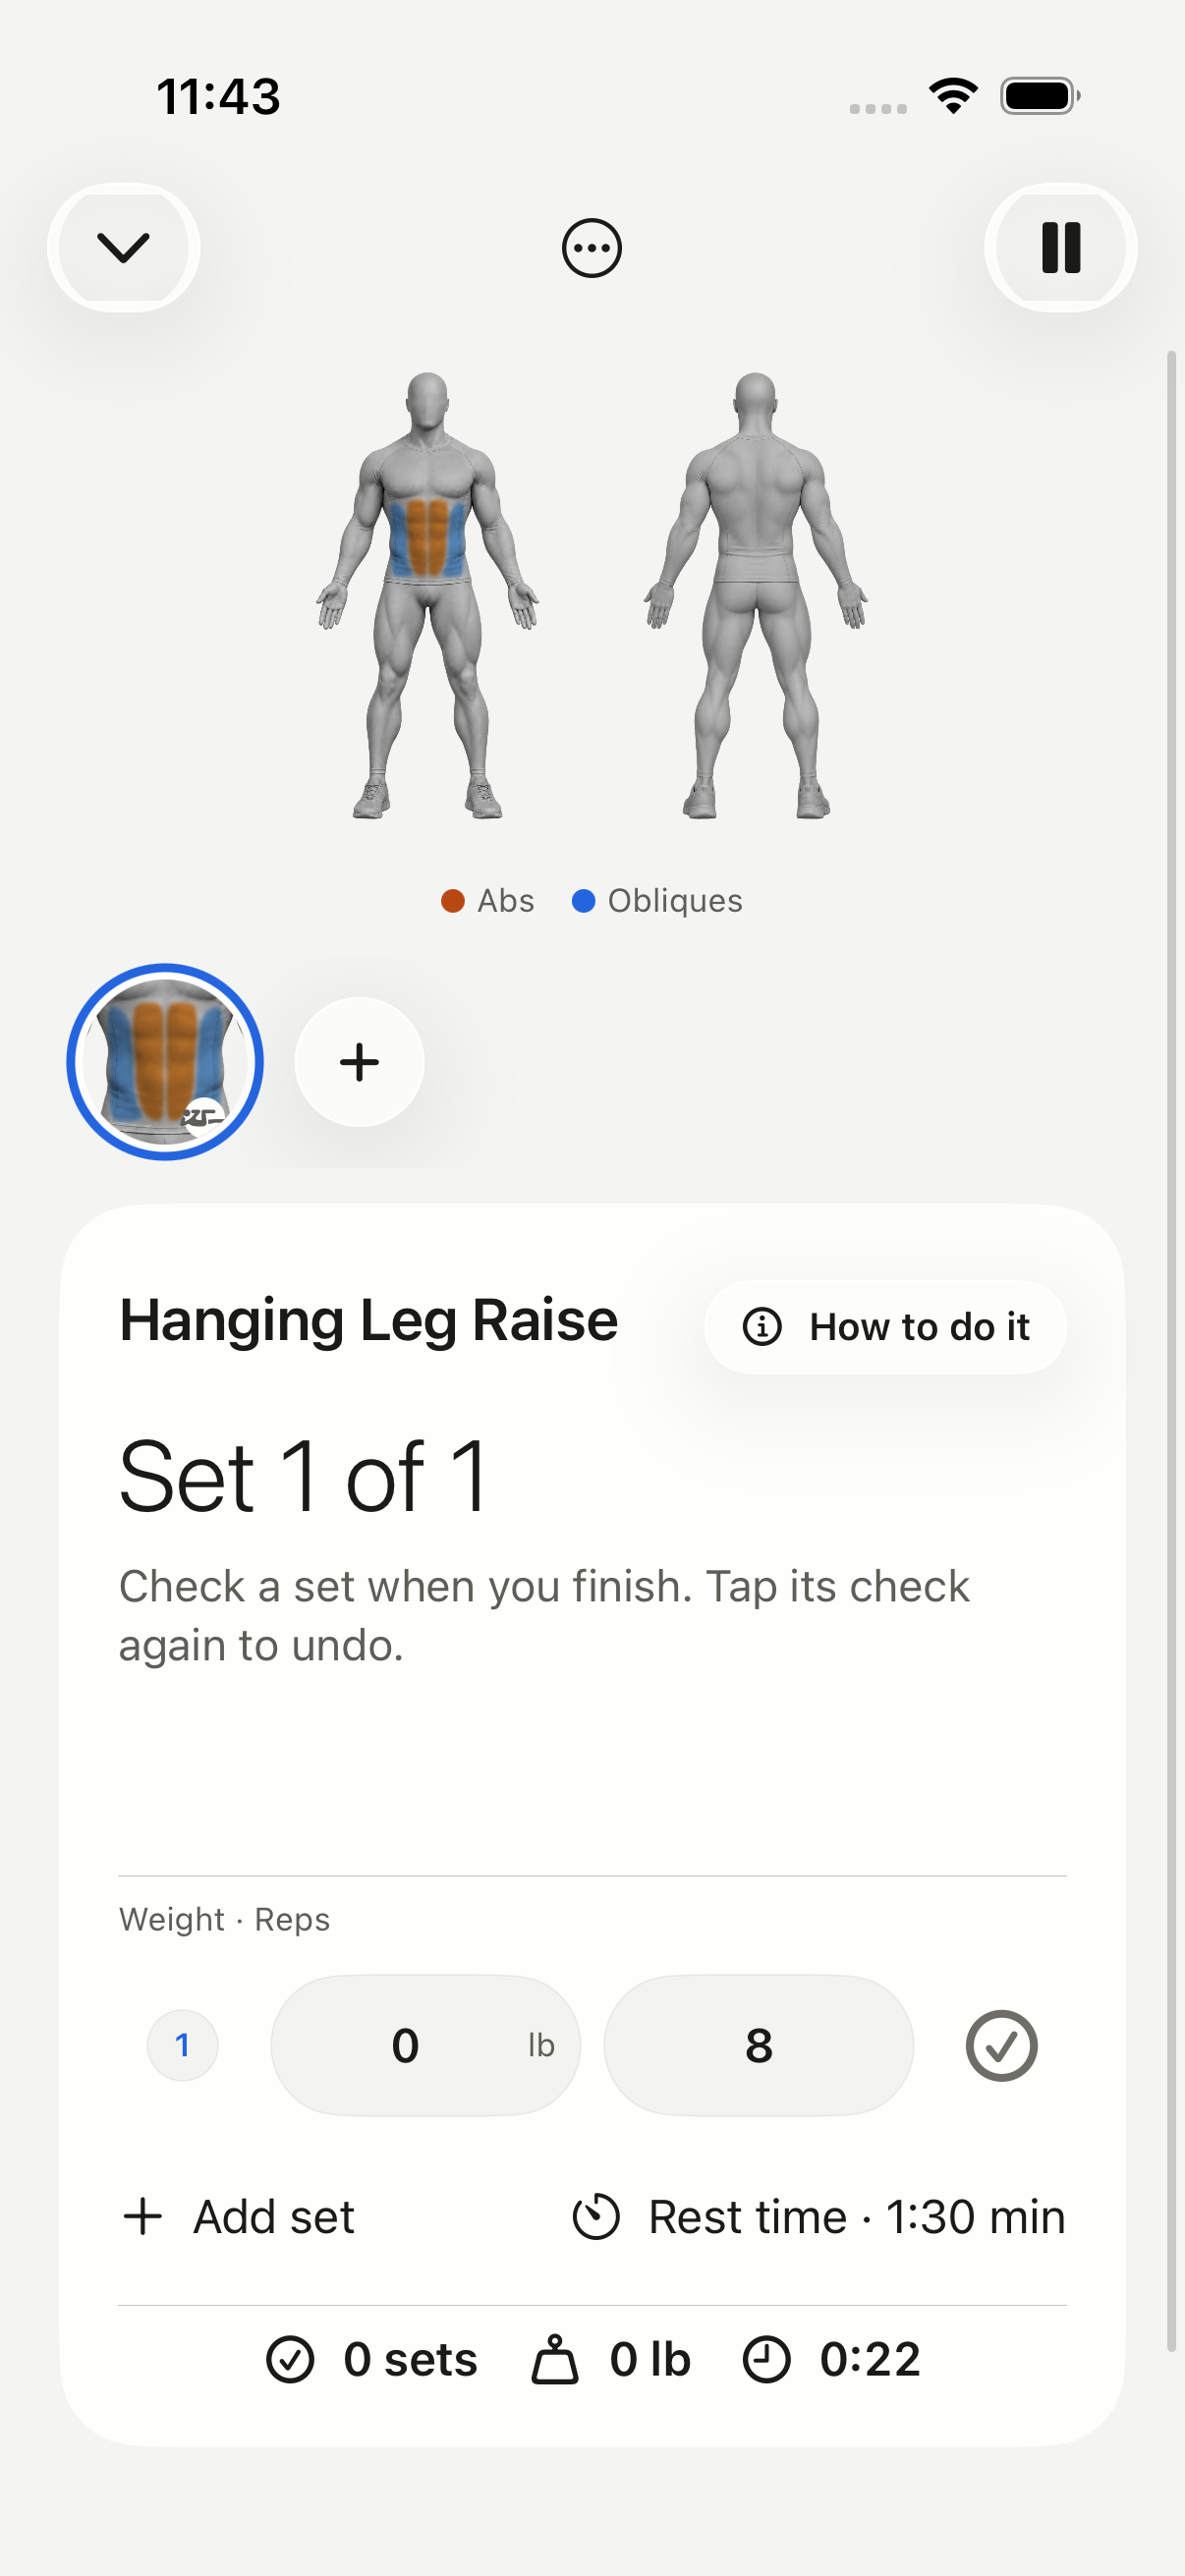 11:43
Abs
Obliques
Hanging Leg Raise
How to do it
Set 1 of 1
Check a set when you finish. Tap its check
again to undo.
Weight · Reps
1
0 lb
8
Add set
Rest time · 1:30 min
0 sets
0 lb
0:22